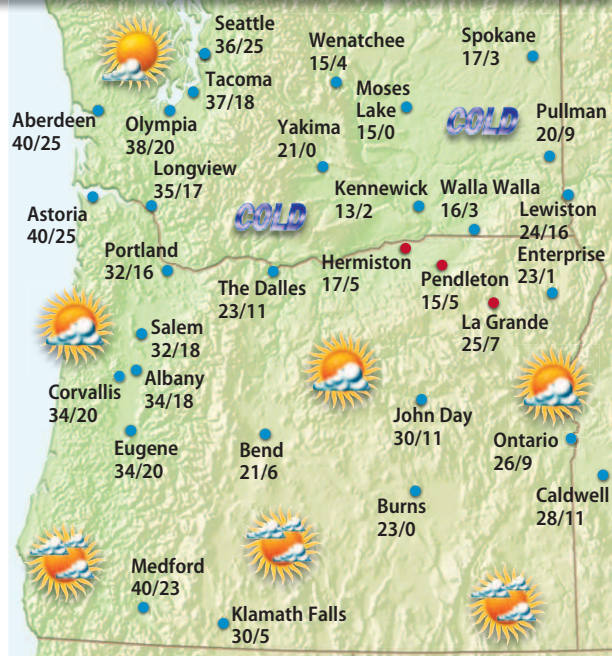 Seattle
36/25
Wenatchee
15/4
Spokane
17/3
Tacoma
37/18
Moses
Lake
15/0
Aberdeen
40/25
Olympia
38/20
Yakima
21/0
COLD
Pullman
20/9
Longview
35/17
Kennewick
13/2
Walla Walla
16/3
Lewiston
24/16
Astoria
40/25
COLD
Portland
32/16
The Dalles
23/11
Hermiston
17/5
Pendleton
15/5
Enterprise
23/1
La Grande
25/7
Salem
32/18
Albany
34/18
Corvallis
34/20
John Day
30/11
Eugene
34/20
Bend
21/6
Ontario
26/9
Burns
23/0
Caldwell
28/11
Medford
40/23
Klamath Falls
30/5